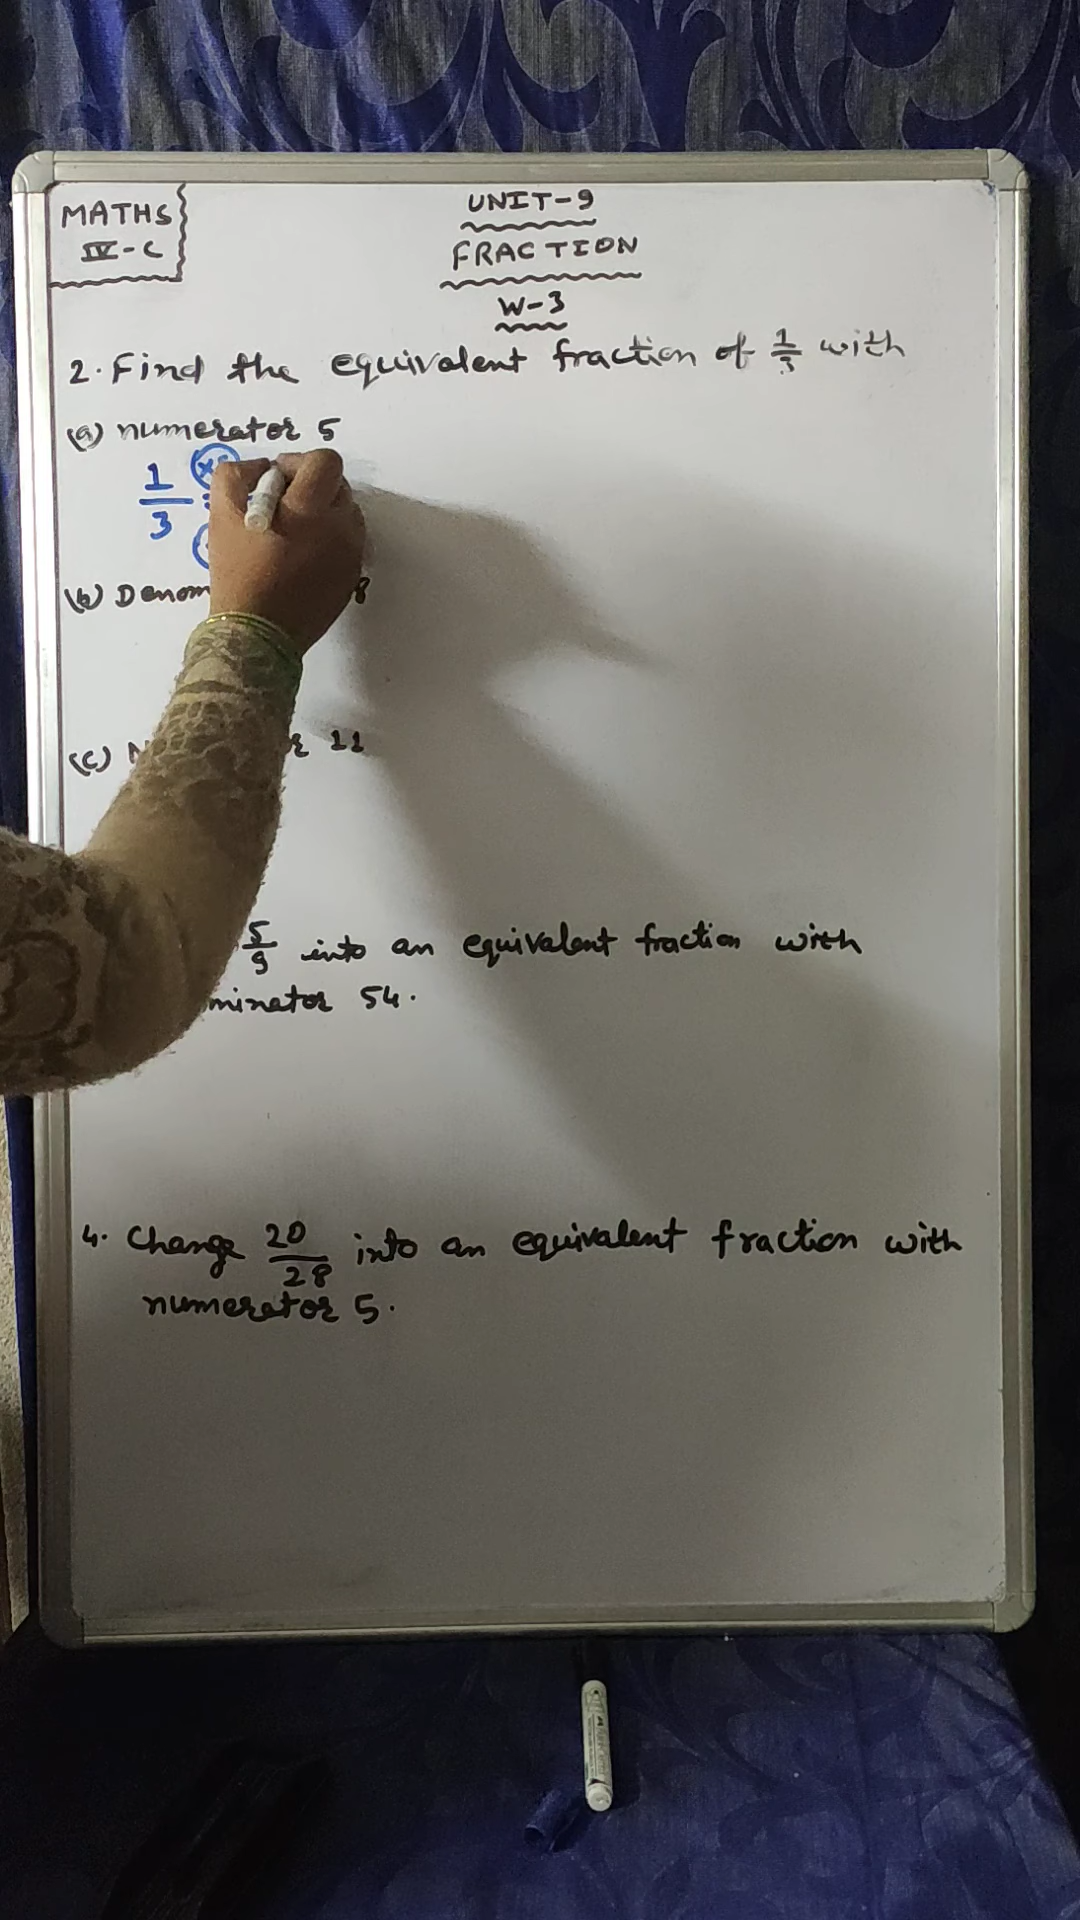 MATHS
IV-C
UNIT-9
FRACTION
W-3
2. Find the equivalent fraction of 1/3 with
(a) numerator 5
1/3
(b) Denom 8
(c) N 11
5/9 into an equivalent fraction with
minator 54.
4. Change 20/28 into an equivalent fraction with
numerator 5.